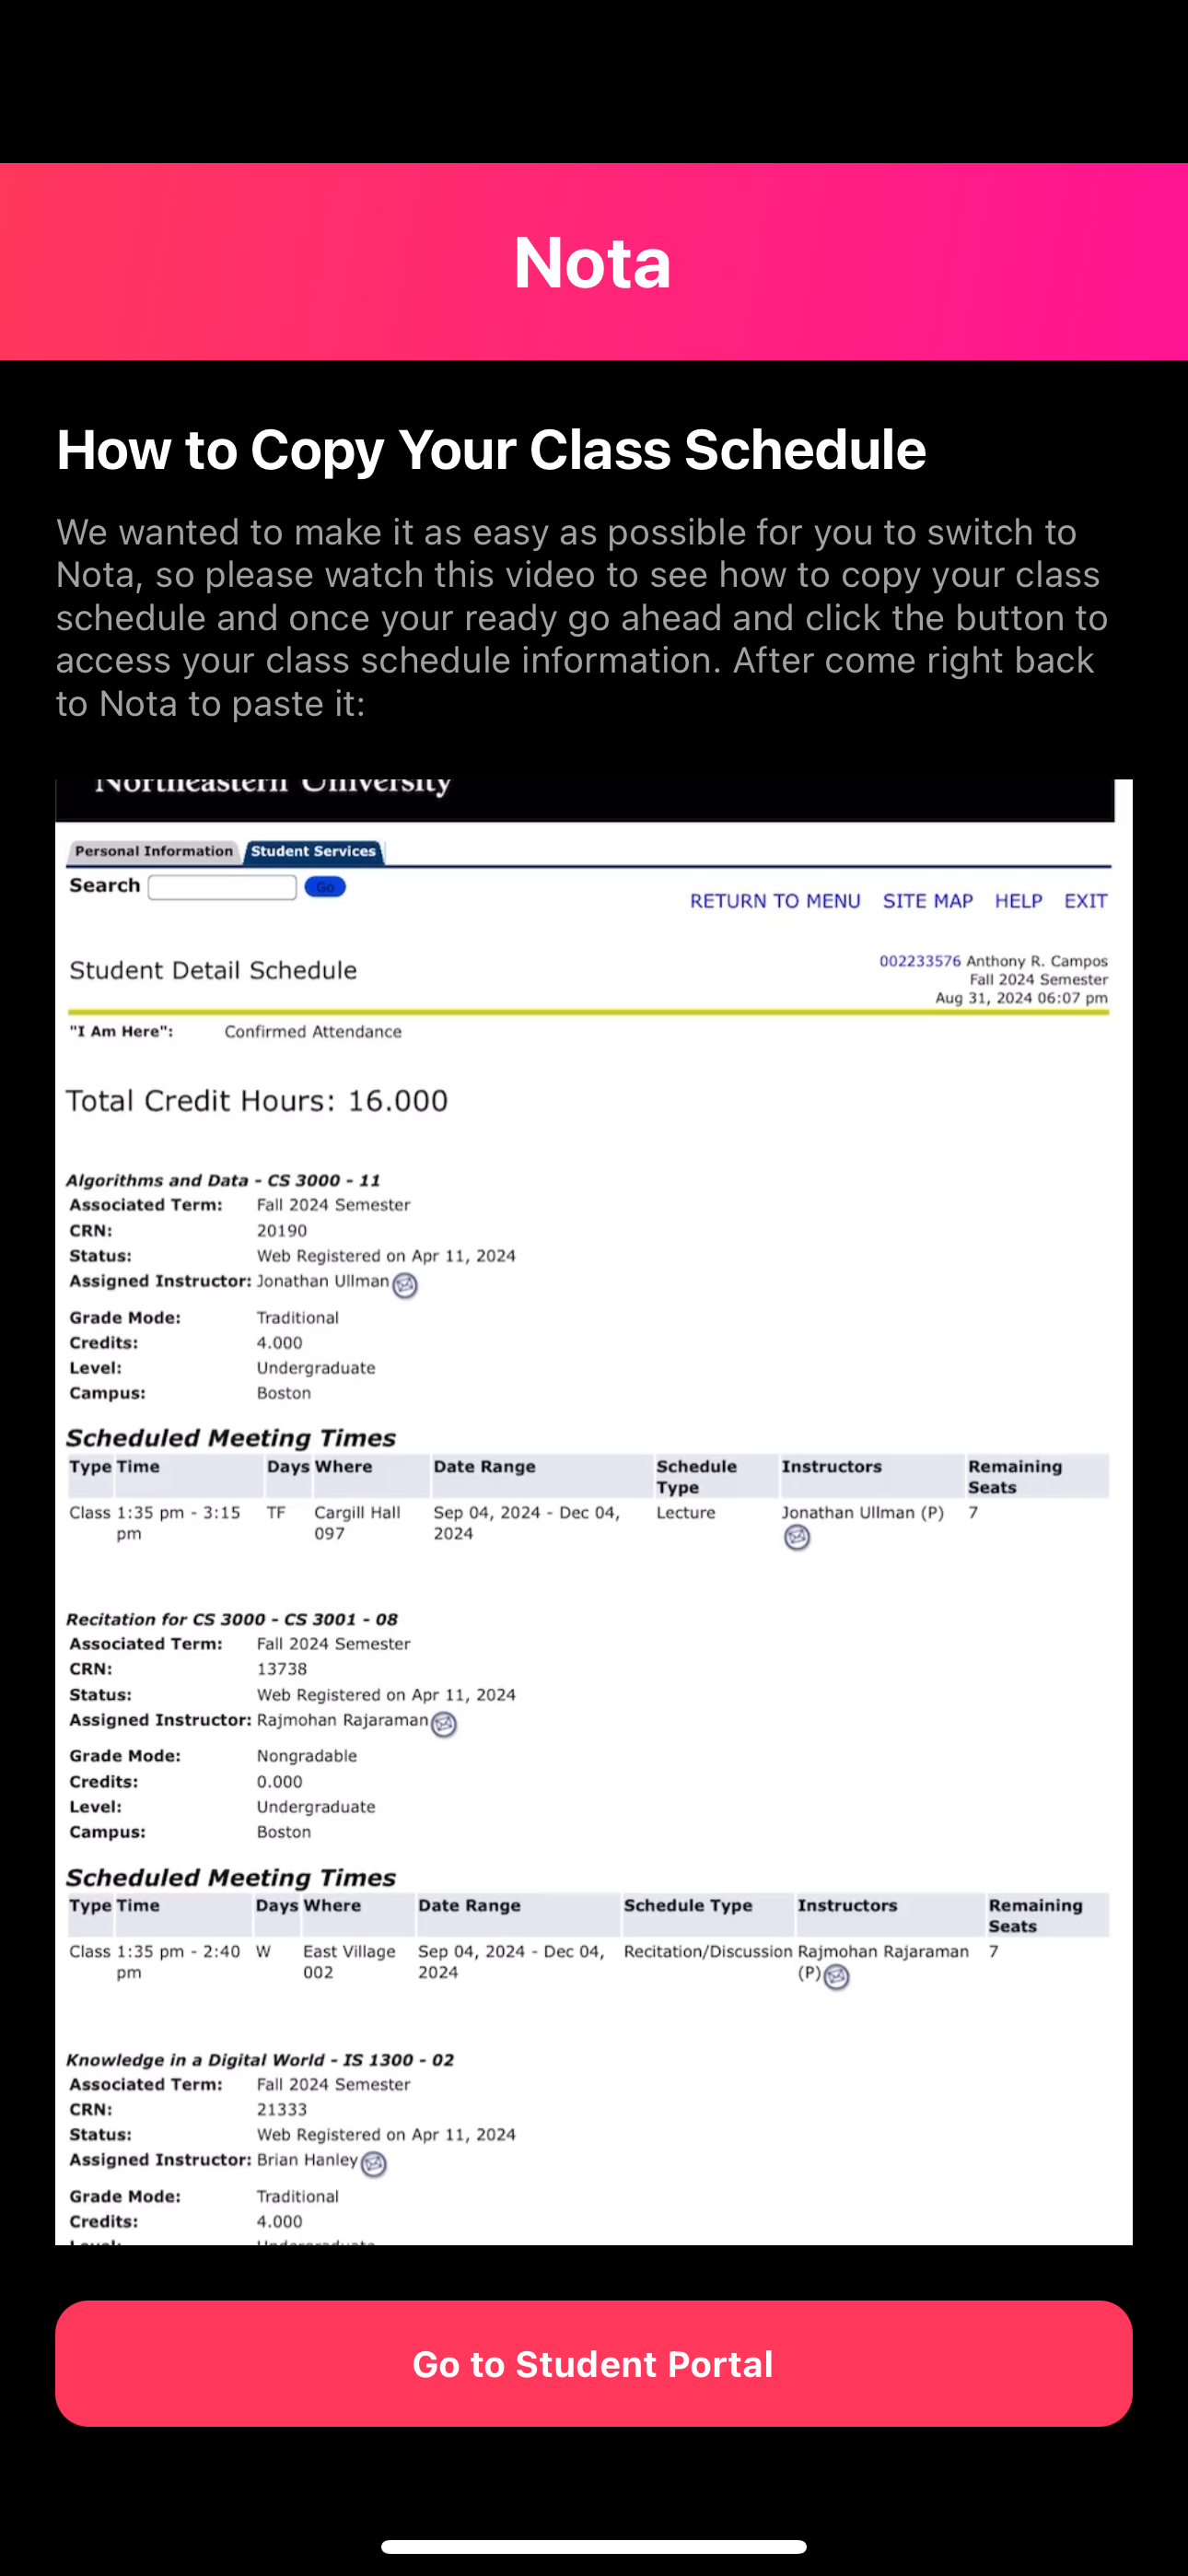 Nota
How to Copy Your Class Schedule
We wanted to make it as easy as possible for you to switch to
Nota, so please watch this video to see how to copy your class
schedule and once your ready go ahead and click the button to
access your class schedule information. After come right back
to Nota to paste it:
Northeastern University
Personal Information Student Services
Search Go
RETURN TO MENU SITE MAP HELP EXIT
Student Detail Schedule
002233576 Anthony R. Campos
Fall 2024 Semester
Aug 31, 2024 06:07 pm
"I Am Here": Confirmed Attendance
Total Credit Hours: 16.000
Algorithms and Data - CS 3000 - 11
Associated Term: Fall 2024 Semester
CRN: 20190
Status: Web Registered on Apr 11, 2024
Assigned Instructor: Jonathan Ullman
Grade Mode: Traditional
Credits: 4.000
Level: Undergraduate
Campus: Boston
Scheduled Meeting Times
Type Time Days Where Date Range Schedule Instructors Remaining
Type Seats
Class 1:35 pm - 3:15 TF Cargill Hall Sep 04, 2024 - Dec 04, Lecture Jonathan Ullman (P) 7
pm 097 2024
Recitation for CS 3000 - CS 3001 - 08
Associated Term: Fall 2024 Semester
CRN: 13738
Status: Web Registered on Apr 11, 2024
Assigned Instructor: Rajmohan Rajaraman
Grade Mode: Nongradable
Credits: 0.000
Level: Undergraduate
Campus: Boston
Scheduled Meeting Times
Type Time Days Where Date Range Schedule Type Instructors Remaining
Seats
Class 1:35 pm - 2:40 W East Village Sep 04, 2024 - Dec 04, Recitation/Discussion Rajmohan Rajaraman 7
pm 002 2024 (P)
Knowledge in a Digital World - IS 1300 - 02
Associated Term: Fall 2024 Semester
CRN: 21333
Status: Web Registered on Apr 11, 2024
Assigned Instructor: Brian Hanley
Grade Mode: Traditional
Credits: 4.000
Level: Undergraduate
Go to Student Portal